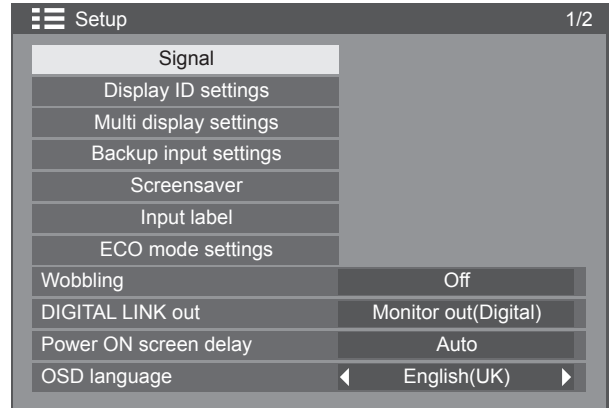 Setup 1/2
Signal
Display ID settings
Multi display settings
Backup input settings
Screensaver
Input label
ECO mode settings
Wobbling Off
DIGITAL LINK out Monitor out(Digital)
Power ON screen delay Auto
OSD language English(UK)